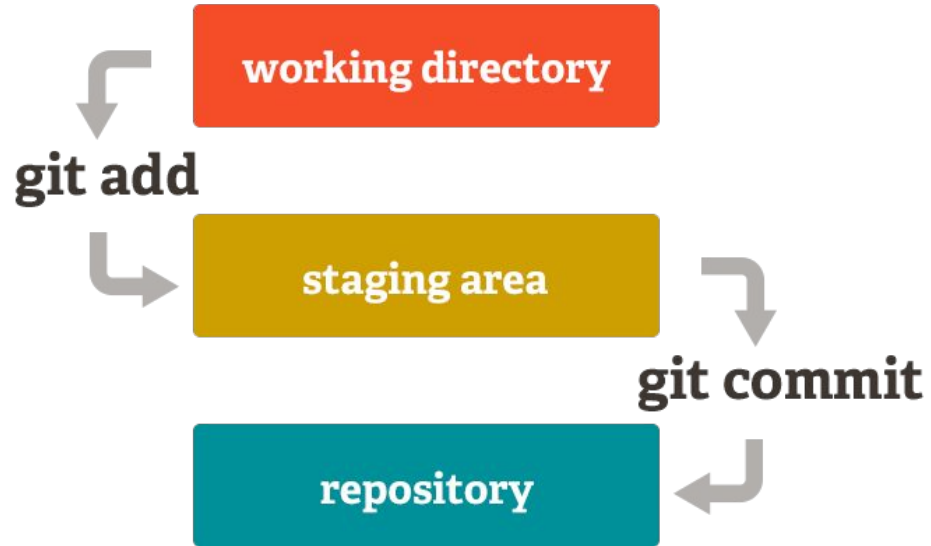 working directory
git add
staging area
git commit
repository